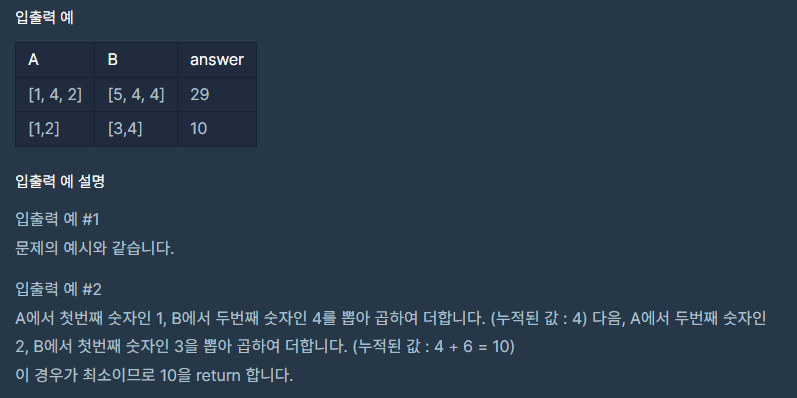 입출력 예
A B answer
[1, 4, 2] [5, 4, 4] 29
[1,2] [3,4] 10
입출력 예 설명
입출력 예 #1
문제의 예시와 같습니다.
입출력 예 #2
A에서 첫번째 숫자인 1, B에서 두번째 숫자인 4를 뽑아 곱하여 더합니다. (누적된 값 : 4) 다음, A에서 두번째 숫자인
2, B에서 첫번째 숫자인 3을 뽑아 곱하여 더합니다. (누적된 값 : 4 + 6 = 10)
이 경우가 최소이므로 10을 return 합니다.